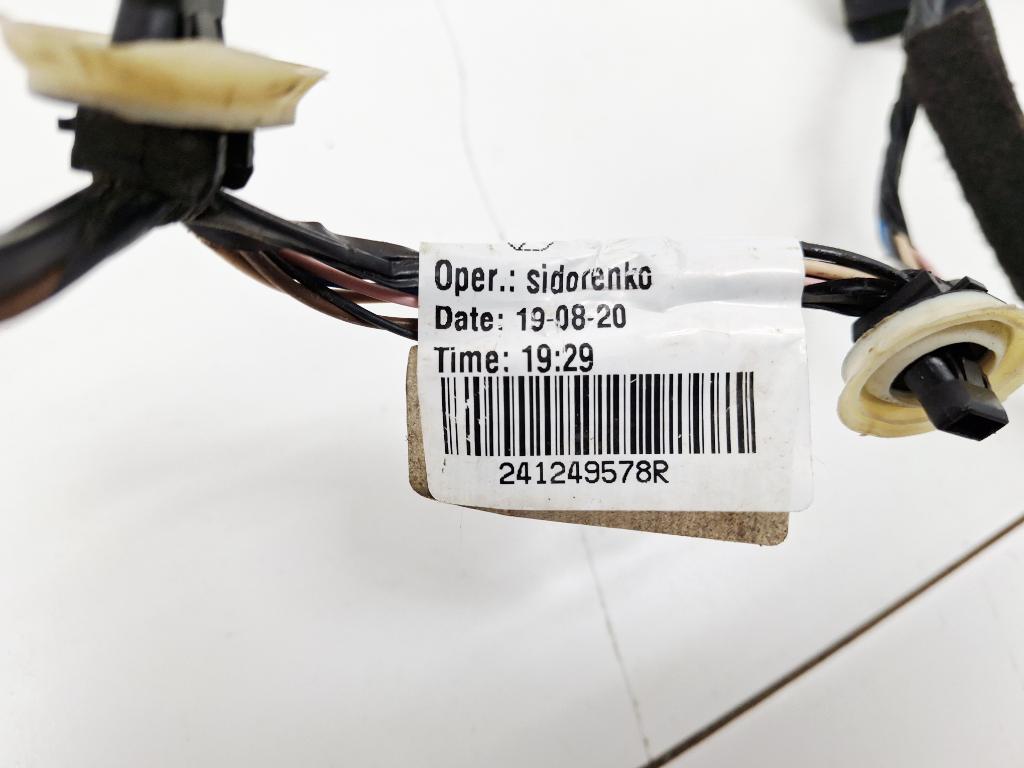 Oper.: sidorenko
Date: 19-08-20
Time: 19:29
241249578R